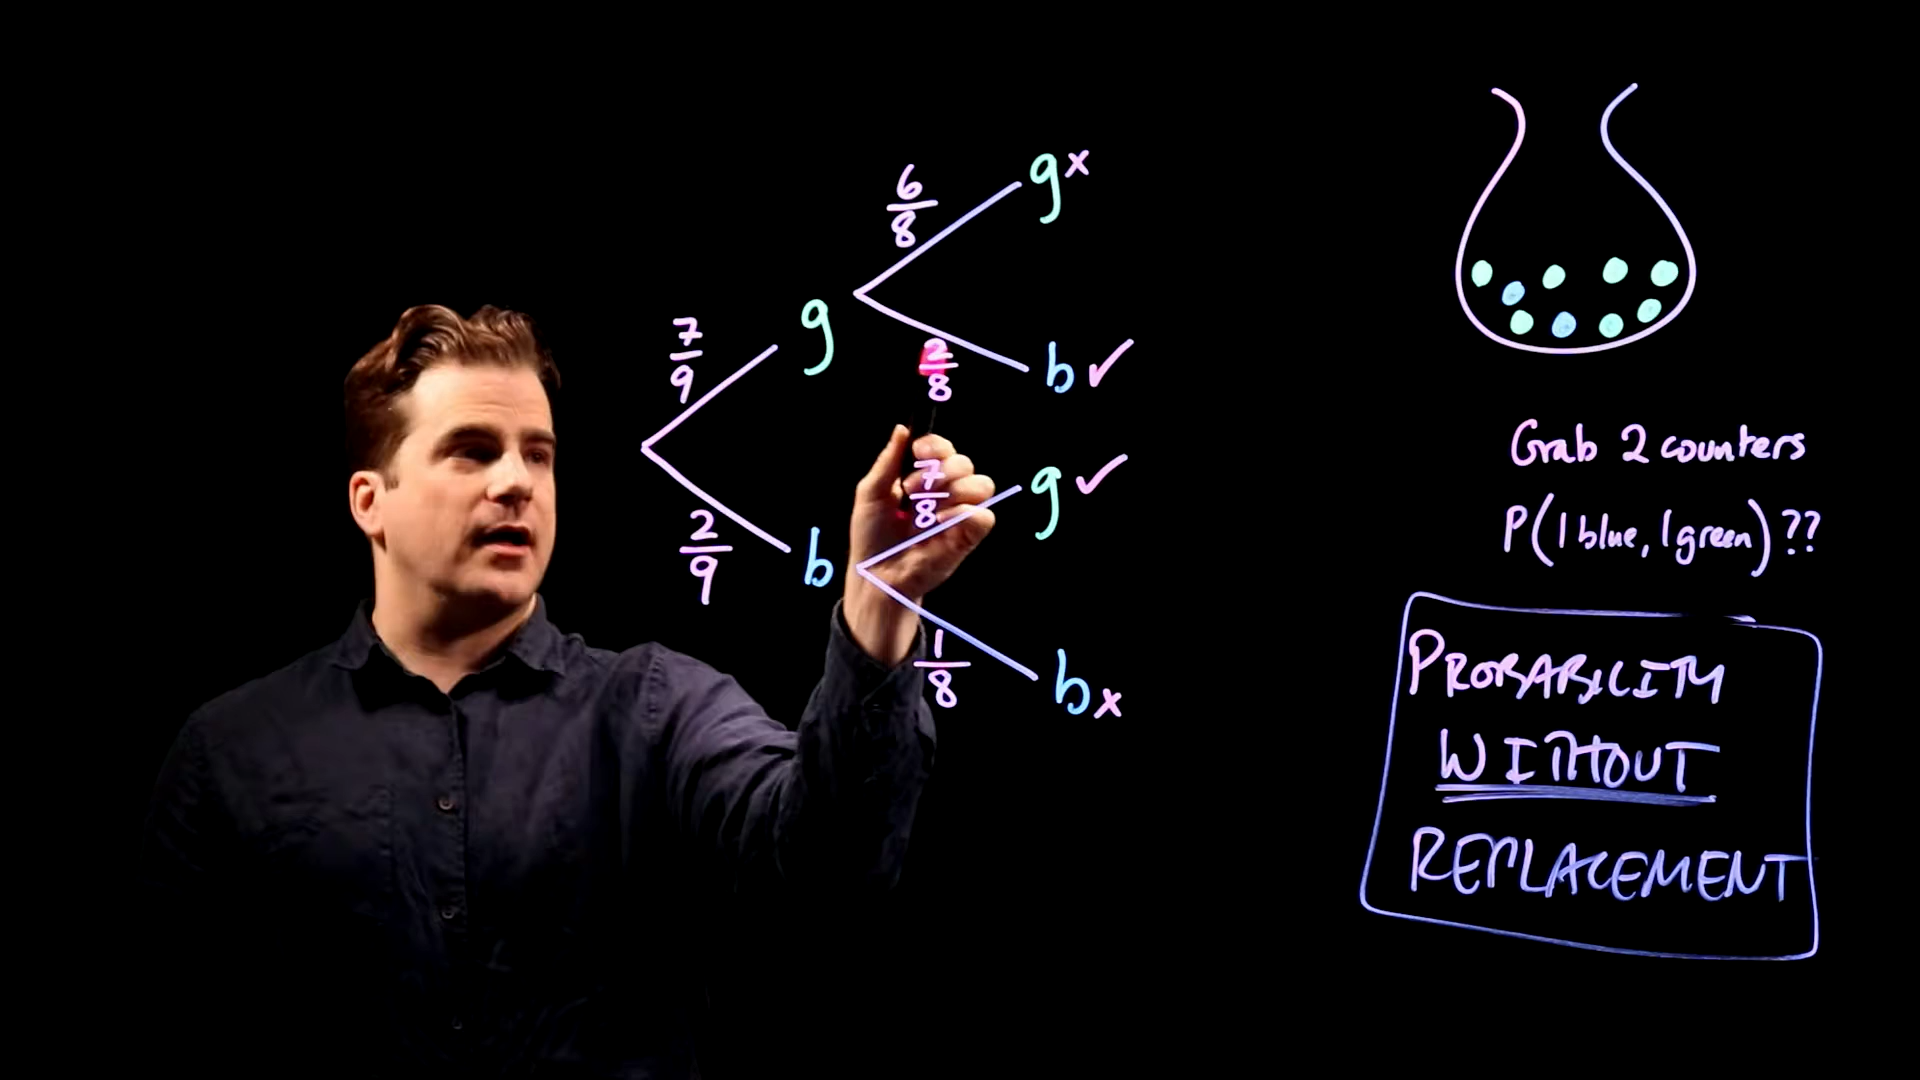 6/8
g x
7/9
g
2/8
b ✓
7/8
g ✓
2/9
b
1/8
b x
Grab 2 counters
P(1 blue, 1 green)??
PROBABILITY
WITHOUT
REPLACEMENT